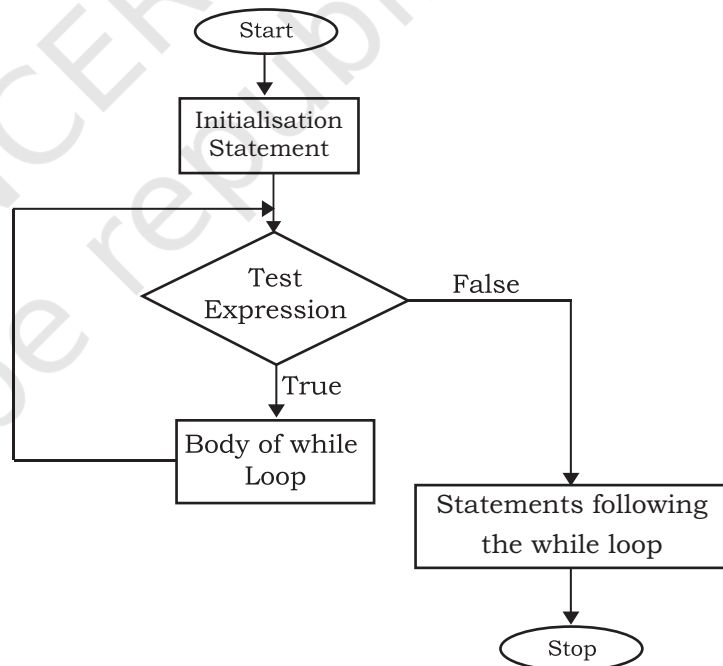 Start
Initialisation
Statement
Test
Expression
False
True
Body of while
Loop
Statements following
the while loop
Stop